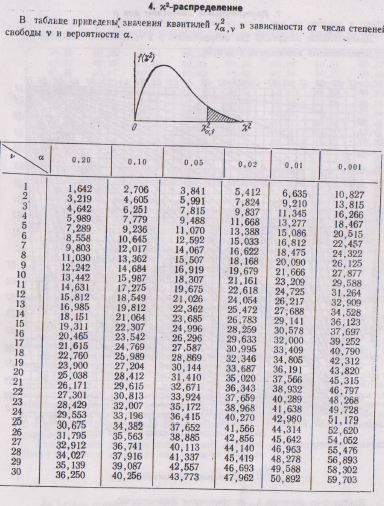 4. χ²-распределение
В таблице приведены значения квантилей χ²α,ν в зависимости от числа степеней
свободы ν и вероятности α.
f(χ²)
0 χ²α,ν χ²
ν α 0,20 0,10 0,05 0,02 0,01 0,001
1 1,642 2,706 3,841 5,412 6,635 10,827
2 3,219 4,605 5,991 7,824 9,210 13,815
3 4,642 6,251 7,815 9,837 11,345 16,266
4 5,989 7,779 9,488 11,668 13,277 18,467
5 7,289 9,236 11,070 13,388 15,086 20,515
6 8,558 10,645 12,592 15,033 16,812 22,457
7 9,803 12,017 14,067 16,622 18,475 24,322
8 11,030 13,362 15,507 18,168 20,090 26,125
9 12,242 14,684 16,919 19,679 21,666 27,877
10 13,442 15,987 18,307 21,161 23,209 29,588
11 14,631 17,275 19,675 22,618 24,725 31,264
12 15,812 18,549 21,026 24,054 26,217 32,909
13 16,985 19,812 22,362 25,472 27,688 34,528
14 18,151 21,064 23,685 26,783 29,141 36,123
15 19,311 22,307 24,996 28,259 30,578 37,697
16 20,465 23,542 26,296 29,633 32,000 39,252
17 21,615 24,769 27,587 30,995 33,409 40,790
18 22,760 25,989 28,869 32,346 34,805 42,312
19 23,900 27,204 30,144 33,687 36,191 43,820
20 25,038 28,412 31,410 35,020 37,566 45,315
21 26,171 29,615 32,671 36,343 38,932 46,797
22 27,301 30,813 33,924 37,659 40,289 48,268
23 28,429 32,007 35,172 38,968 41,638 49,728
24 29,553 33,196 36,415 40,270 42,980 51,179
25 30,675 34,382 37,652 41,566 44,314 52,620
26 31,795 35,563 38,885 42,856 45,642 54,052
27 32,912 36,741 40,113 44,140 46,963 55,476
28 34,027 37,916 41,337 45,419 48,278 56,893
29 35,139 39,087 42,557 46,693 49,588 58,302
30 36,250 40,256 43,773 47,962 50,892 59,703